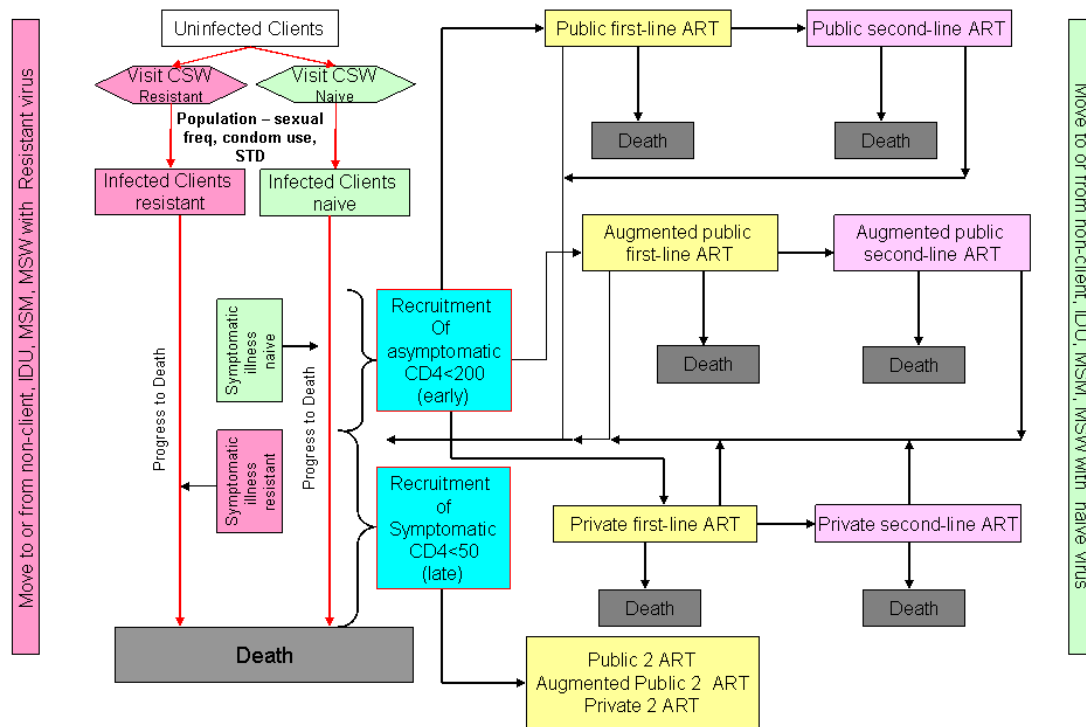 Move to or from non-client, IDU, MSM, MSW with Resistant virus
Uninfected Clients
Visit CSW
Resistant
Visit CSW
Naive
Population – sexual
freq, condom use,
STD
Infected Clients
resistant
Infected Clients
naive
Symptomatic
illness
naive
Symptomatic
illness
resistant
Progress to Death
Progress to Death
Death
Recruitment
Of
asymptomatic
CD4<200
(early)
Recruitment
of
Symptomatic
CD4<50
(late)
Public first-line ART
Public second-line ART
Death
Death
Augmented public
first-line ART
Augmented public
second-line ART
Death
Death
Private first-line ART
Private second-line ART
Death
Death
Public 2 ART
Augmented Public 2 ART
Private 2 ART
Move to or from non-client, IDU, MSM, MSW with naive virus